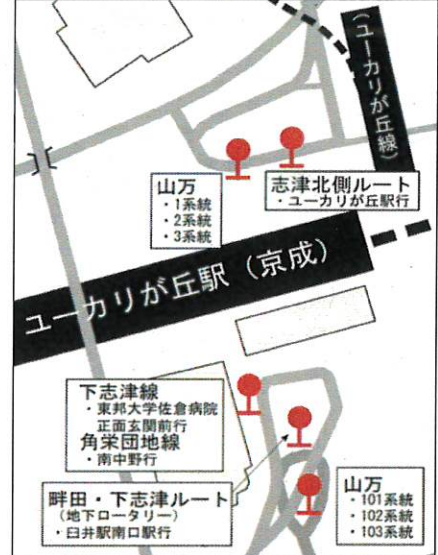 （ユーカリが丘線）
山万
・1系統
・2系統
・3系統
志津北側ルート
・ユーカリが丘駅行
ユーカリが丘駅（京成）
下志津線
・東邦大学佐倉病院
正面玄関前行
角栄団地線
・南中野行
畔田・下志津ルート
（地下ロータリー）
・臼井駅南口駅行
山万
・101系統
・102系統
・103系統